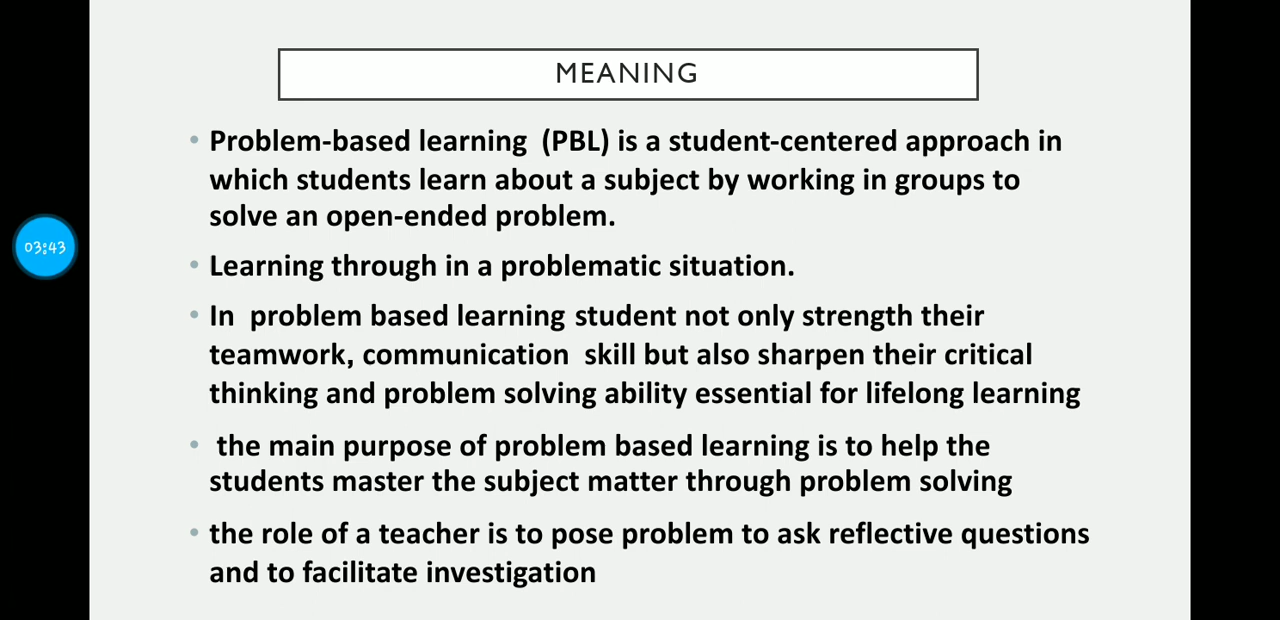 MEANING
• Problem-based learning (PBL) is a student-centered approach in
which students learn about a subject by working in groups to
solve an open-ended problem.
03:43
• Learning through in a problematic situation.
• In problem based learning student not only strength their
teamwork, communication skill but also sharpen their critical
thinking and problem solving ability essential for lifelong learning
• the main purpose of problem based learning is to help the
students master the subject matter through problem solving
• the role of a teacher is to pose problem to ask reflective questions
and to facilitate investigation